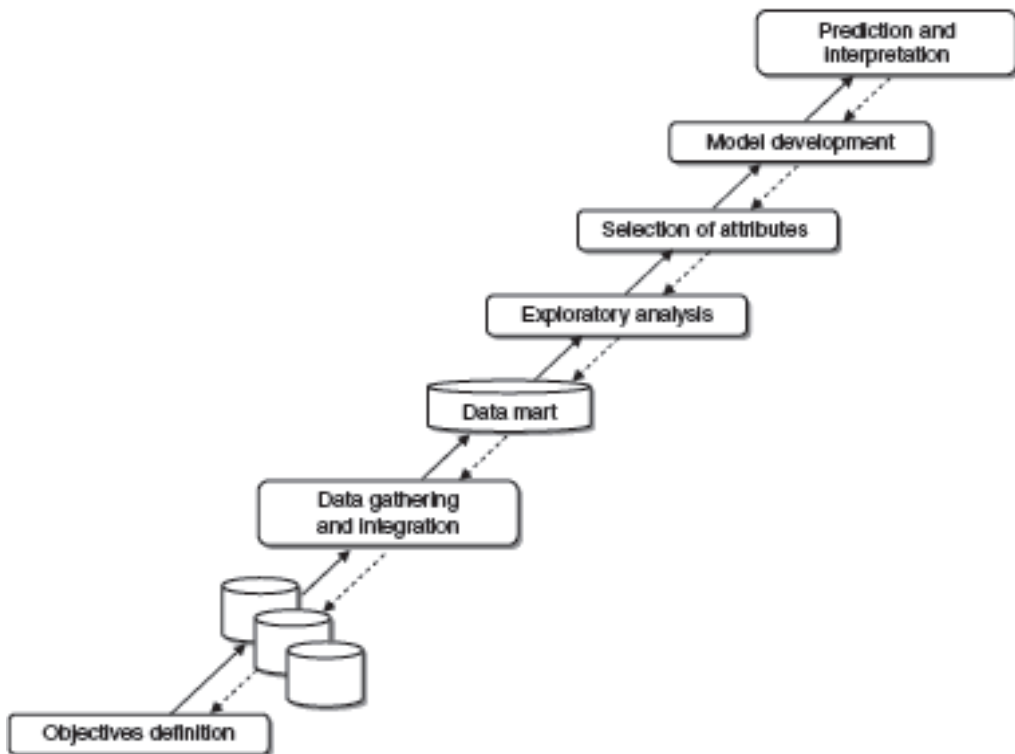 Prediction and
interpretation
Model development
Selection of attributes
Exploratory analysis
Data mart
Data gathering
and integration
Objectives definition